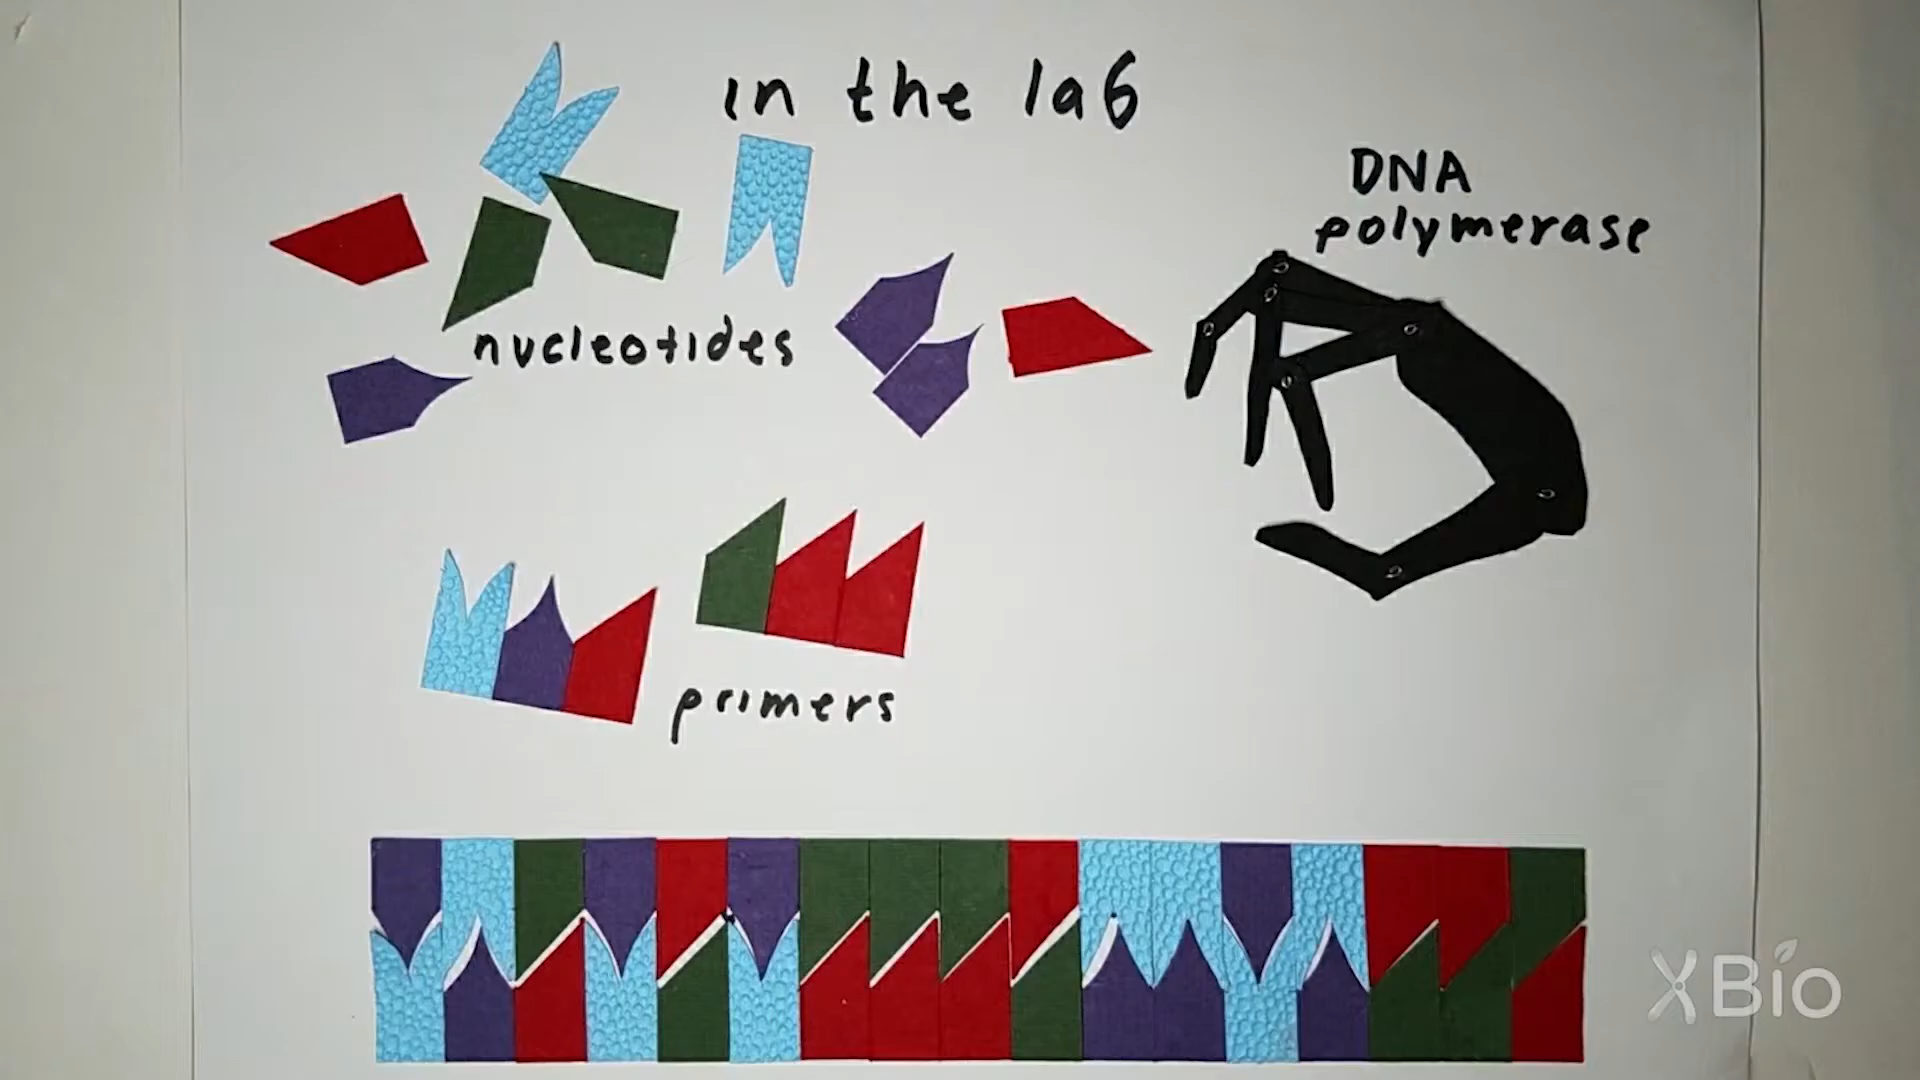 in the lab
DNA
polymerase
nucleotides
primers
XBio